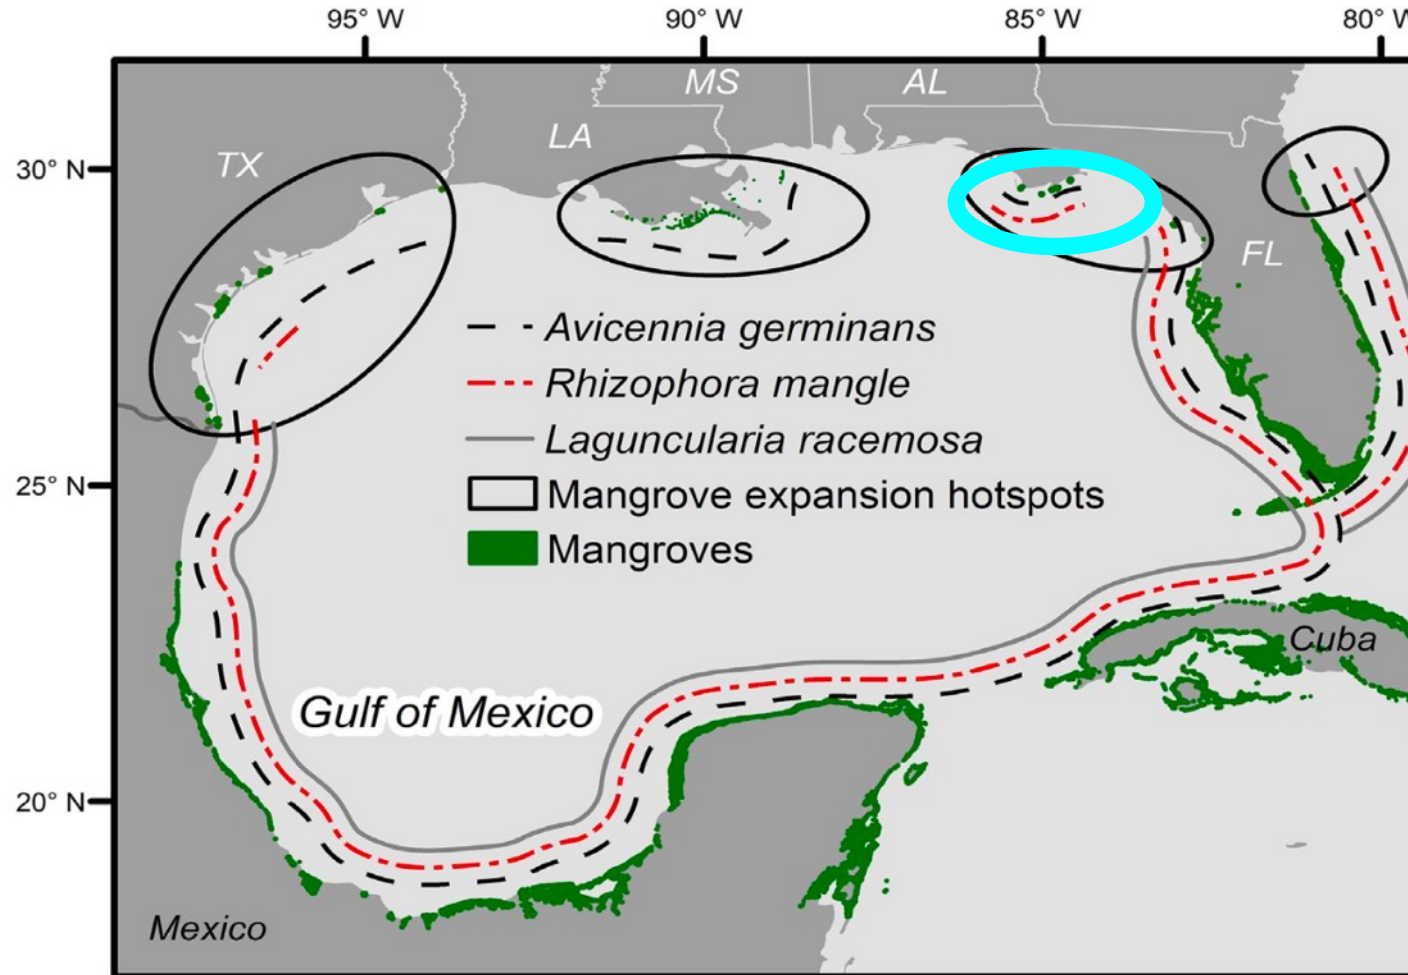 95° W
90° W
85° W
80° W
MS
AL
TX
LA
30° N
FL
Avicennia germinans
Rhizophora mangle
Laguncularia racemosa
25° N
Mangrove expansion hotspots
Mangroves
Cuba
Gulf of Mexico
20° N
Mexico